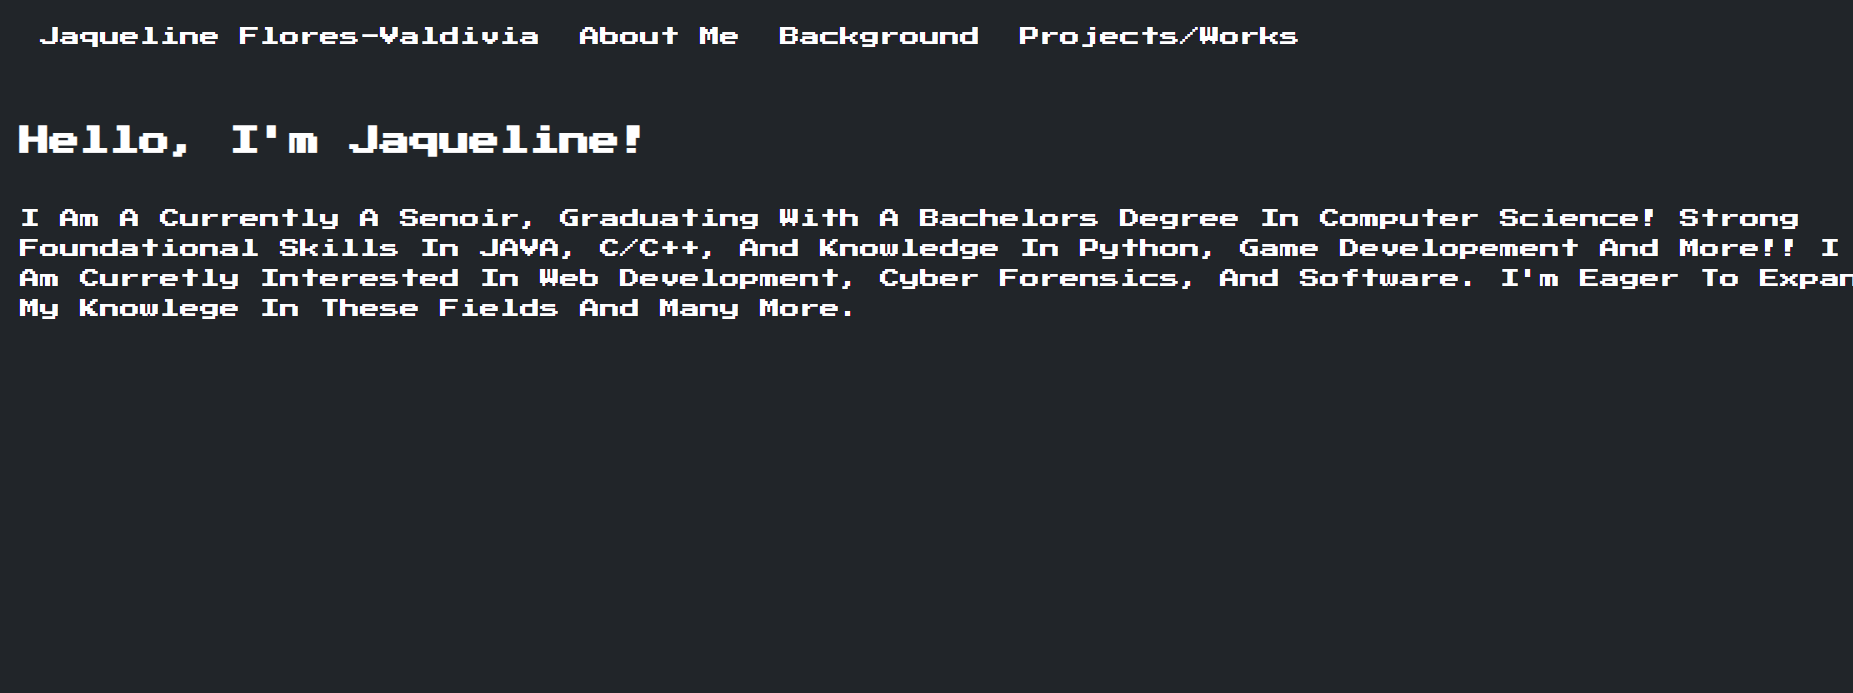 Jaqueline Flores-Valdivia About Me Background Projects/Works
Hello, I'm Jaqueline!
I Am A Currently A Senoir, Graduating With A Bachelors Degree In Computer Science! Strong
Foundational Skills In JAVA, C/C++, And Knowledge In Python, Game Developement And More!! I
Am Curretly Interested In Web Development, Cyber Forensics, And Software. I'm Eager To Expan
My Knowlege In These Fields And Many More.